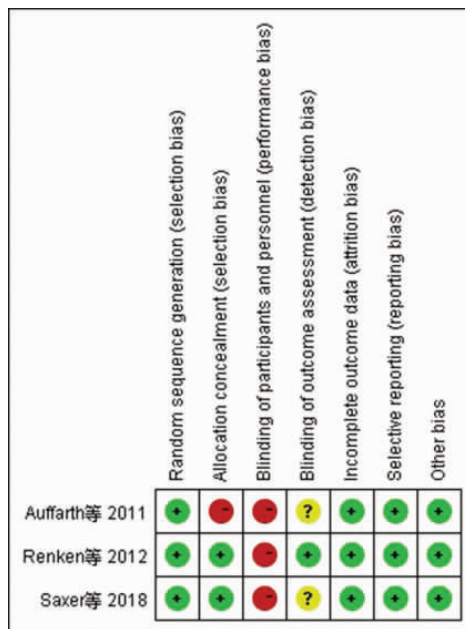 Random sequence generation (selection bias)
Allocation concealment (selection bias)
Blinding of participants and personnel (performance bias)
Blinding of outcome assessment (detection bias)
Incomplete outcome data (attrition bias)
Selective reporting (reporting bias)
Other bias
Auffarth等 2011 + - - ? + + +
Renken等 2012 + + - + + + +
Saxer等 2018 + + - ? + + +